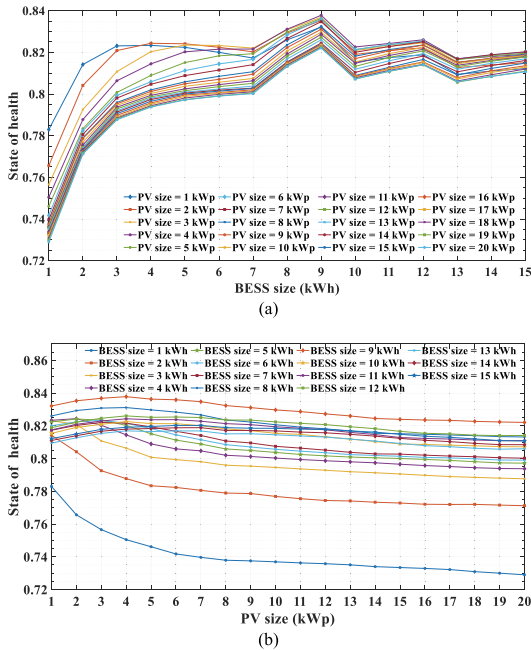 0.84
0.82
0.8
0.78
0.76
0.74
0.72
State of health
PV size = 1 kWp PV size = 6 kWp PV size = 11 kWp PV size = 16 kWp
PV size = 2 kWp PV size = 7 kWp PV size = 12 kWp PV size = 17 kWp
PV size = 3 kWp PV size = 8 kWp PV size = 13 kWp PV size = 18 kWp
PV size = 4 kWp PV size = 9 kWp PV size = 14 kWp PV size = 19 kWp
PV size = 5 kWp PV size = 10 kWp PV size = 15 kWp PV size = 20 kWp
1 2 3 4 5 6 7 8 9 10 11 12 13 14 15
BESS size (kWh)
(a)
0.86
0.84
0.82
0.8
0.78
0.76
0.74
0.72
State of health
BESS size = 1 kWh BESS size = 5 kWh BESS size = 9 kWh BESS size = 13 kWh
BESS size = 2 kWh BESS size = 6 kWh BESS size = 10 kWh BESS size = 14 kWh
BESS size = 3 kWh BESS size = 7 kWh BESS size = 11 kWh BESS size = 15 kWh
BESS size = 4 kWh BESS size = 8 kWh BESS size = 12 kWh
1 2 3 4 5 6 7 8 9 10 11 12 13 14 15 16 17 18 19 20
PV size (kWp)
(b)